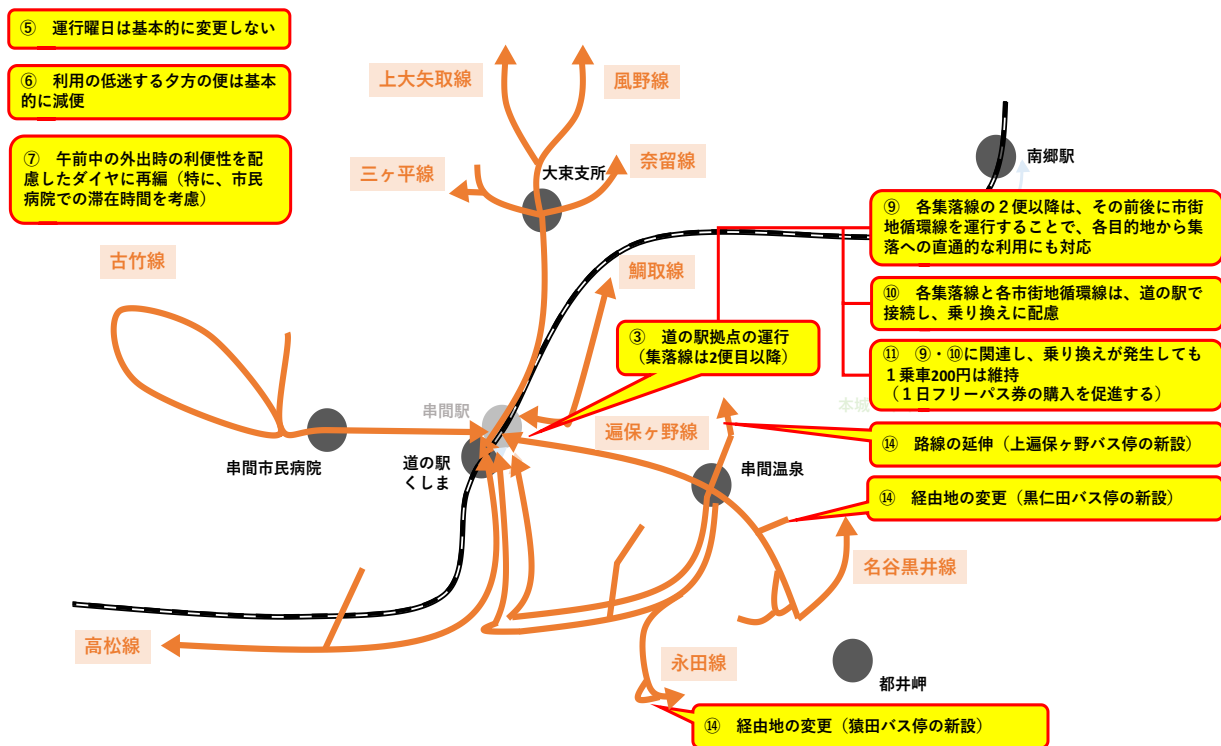 ⑤　運行曜日は基本的に変更しない
⑥　利用の低迷する夕方の便は基本
的に減便
⑦　午前中の外出時の利便性を配
慮したダイヤに再編（特に、市民
病院での滞在時間を考慮）
上大矢取線
風野線
三ヶ平線
大束支所
奈留線
南郷駅
⑨　各集落線の２便以降は、その前後に市街
地循環線を運行することで、各目的地から集
落への直通的な利用にも対応
古竹線
鯛取線
⑩　各集落線と各市街地循環線は、道の駅で
接続し、乗り換えに配慮
③　道の駅拠点の運行
（集落線は2便目以降）
⑪　⑨・⑩に関連し、乗り換えが発生しても
１乗車200円は維持
（１日フリーパス券の購入を促進する）
串間駅
本城
遍保ヶ野線
⑭　路線の延伸（上遍保ヶ野バス停の新設）
串間市民病院
道の駅
くしま
串間温泉
⑭　経由地の変更（黒仁田バス停の新設）
名谷黒井線
高松線
永田線
都井岬
⑭　経由地の変更（猿田バス停の新設）